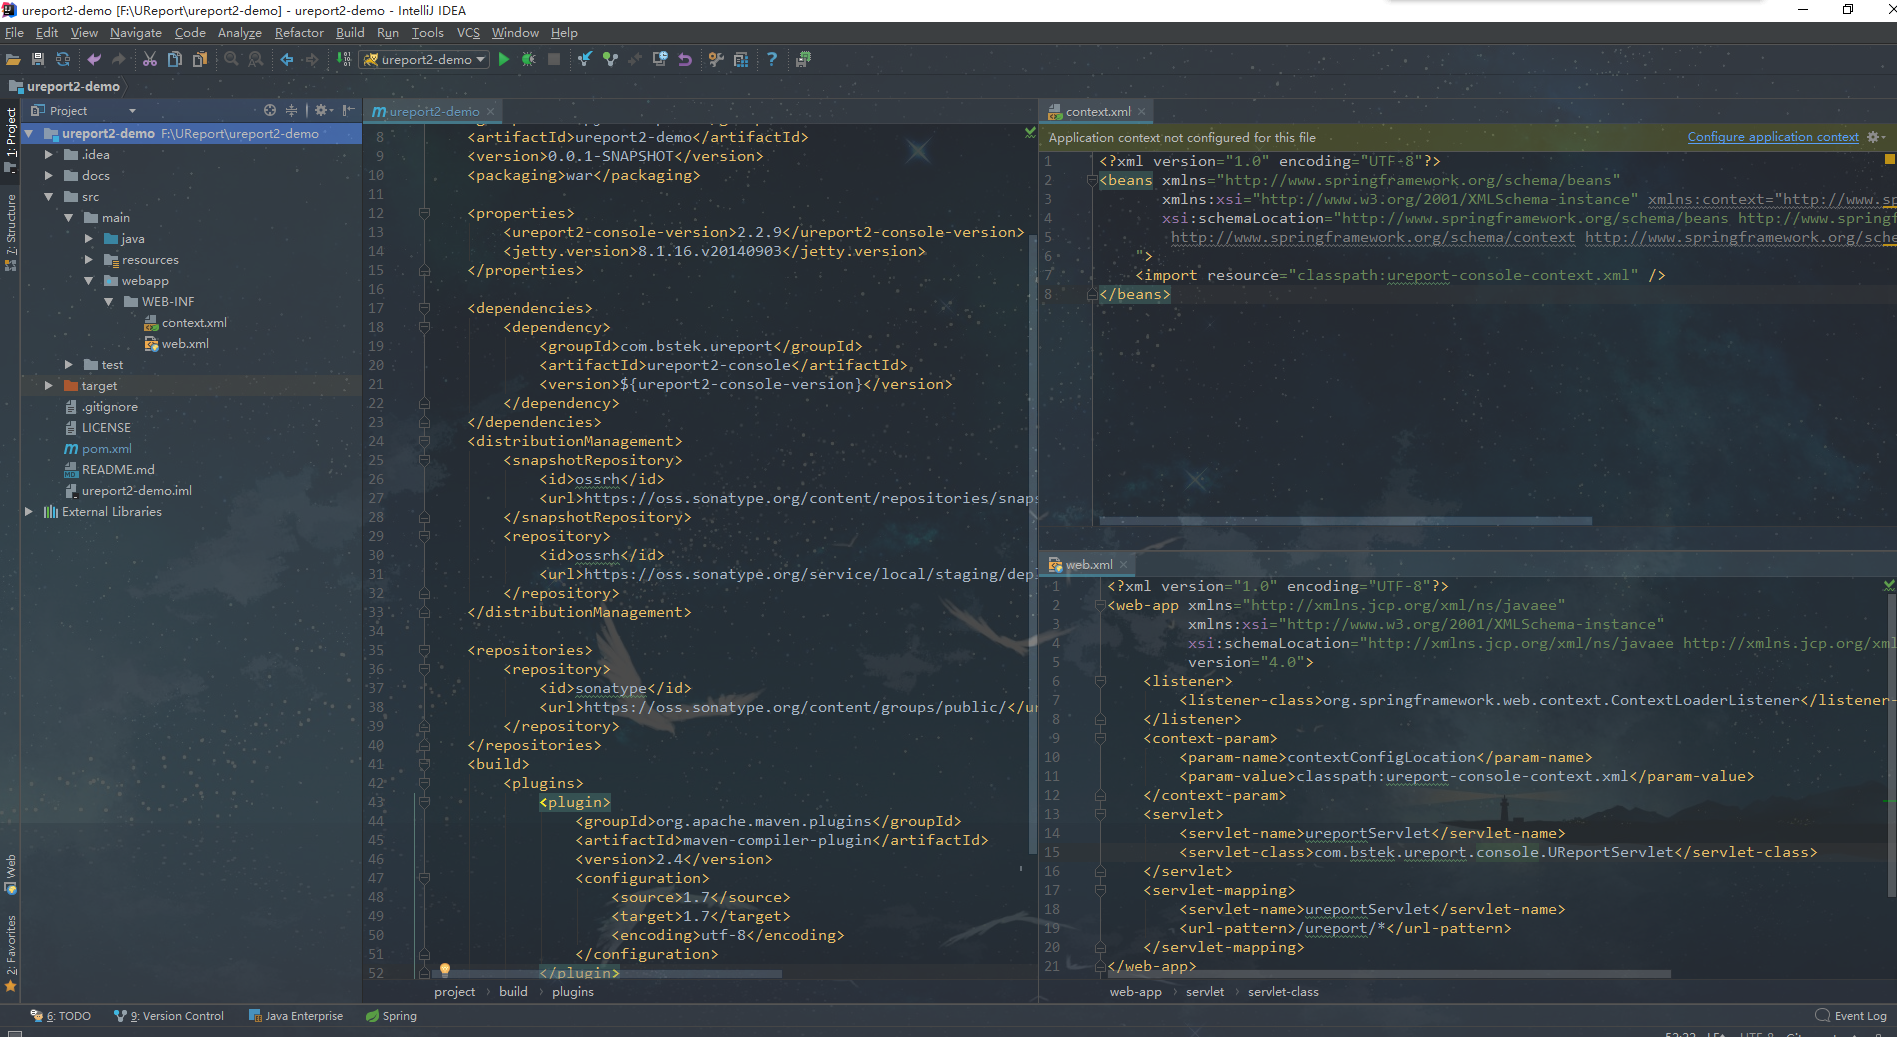 ureport2-demo [F:\UReport\ureport2-demo] - ureport2-demo - IntelliJ IDEA
File Edit View Navigate Code Analyze Refactor Build Run Tools VCS Window Help
ureport2-demo
ureport2-demo
1: Project
7: Structure
Web
2: Favorites
Project
ureport2-demo F:\UReport\ureport2-demo
.idea
docs
src
main
java
resources
webapp
WEB-INF
context.xml
web.xml
test
target
.gitignore
LICENSE
pom.xml
README.md
ureport2-demo.iml
External Libraries
ureport2-demo
8 <artifactId>ureport2-demo</artifactId>
9 <version>0.0.1-SNAPSHOT</version>
10 <packaging>war</packaging>
11
12 <properties>
13 <ureport2-console-version>2.2.9</ureport2-console-version>
14 <jetty.version>8.1.16.v20140903</jetty.version>
15 </properties>
16
17 <dependencies>
18 <dependency>
19 <groupId>com.bstek.ureport</groupId>
20 <artifactId>ureport2-console</artifactId>
21 <version>${ureport2-console-version}</version>
22 </dependency>
23 </dependencies>
24 <distributionManagement>
25 <snapshotRepository>
26 <id>ossrh</id>
27 <url>https://oss.sonatype.org/content/repositories/snaps
28 </snapshotRepository>
29 <repository>
30 <id>ossrh</id>
31 <url>https://oss.sonatype.org/service/local/staging/dep
32 </repository>
33 </distributionManagement>
34
35 <repositories>
36 <repository>
37 <id>sonatype</id>
38 <url>https://oss.sonatype.org/content/groups/public/</ur
39 </repository>
40 </repositories>
41 <build>
42 <plugins>
43 <plugin>
44 <groupId>org.apache.maven.plugins</groupId>
45 <artifactId>maven-compiler-plugin</artifactId>
46 <version>2.4</version>
47 <configuration>
48 <source>1.7</source>
49 <target>1.7</target>
50 <encoding>utf-8</encoding>
51 </configuration>
52 </plugin>
project › build › plugins
context.xml
Application context not configured for this file Configure application context
1 <?xml version="1.0" encoding="UTF-8"?>
2 <beans xmlns="http://www.springframework.org/schema/beans"
3 xmlns:xsi="http://www.w3.org/2001/XMLSchema-instance" xmlns:context="http://www.sp
4 xsi:schemaLocation="http://www.springframework.org/schema/beans http://www.springf
5 http://www.springframework.org/schema/context http://www.springframework.org/sche
6 ">
7 <import resource="classpath:ureport-console-context.xml" />
8 </beans>
web.xml
1 <?xml version="1.0" encoding="UTF-8"?>
2 <web-app xmlns="http://xmlns.jcp.org/xml/ns/javaee"
3 xmlns:xsi="http://www.w3.org/2001/XMLSchema-instance"
4 xsi:schemaLocation="http://xmlns.jcp.org/xml/ns/javaee http://xmlns.jcp.org/xml
5 version="4.0">
6 <listener>
7 <listener-class>org.springframework.web.context.ContextLoaderListener</listener-
8 </listener>
9 <context-param>
10 <param-name>contextConfigLocation</param-name>
11 <param-value>classpath:ureport-console-context.xml</param-value>
12 </context-param>
13 <servlet>
14 <servlet-name>ureportServlet</servlet-name>
15 <servlet-class>com.bstek.ureport.console.UReportServlet</servlet-class>
16 </servlet>
17 <servlet-mapping>
18 <servlet-name>ureportServlet</servlet-name>
19 <url-pattern>/ureport/*</url-pattern>
20 </servlet-mapping>
21 </web-app>
web-app › servlet › servlet-class
6: TODO 9: Version Control Java Enterprise Spring Event Log